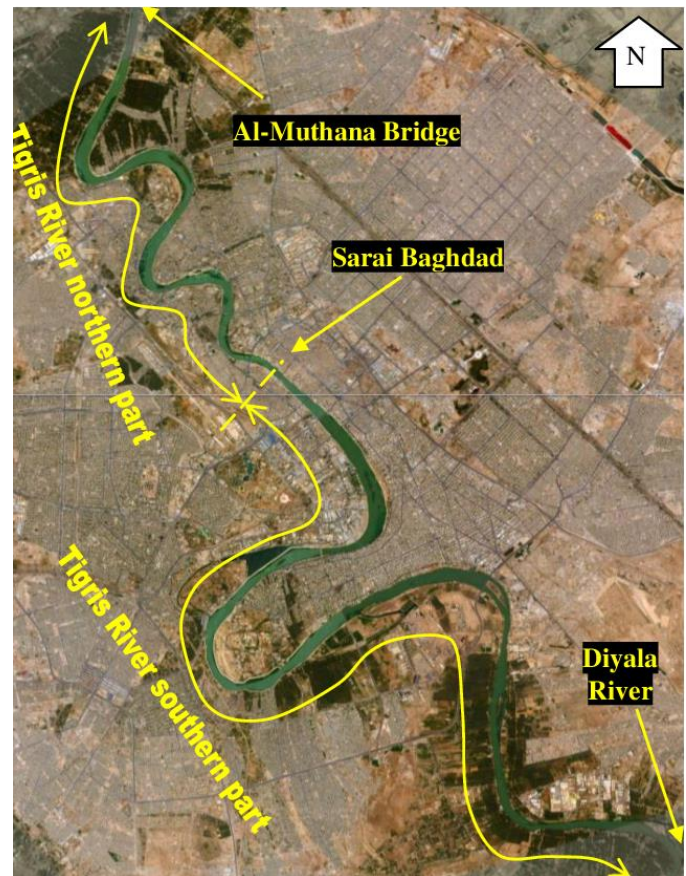 N
Al-Muthana Bridge
Sarai Baghdad
Tigris River northern part
Tigris River southern part
Diyala
River